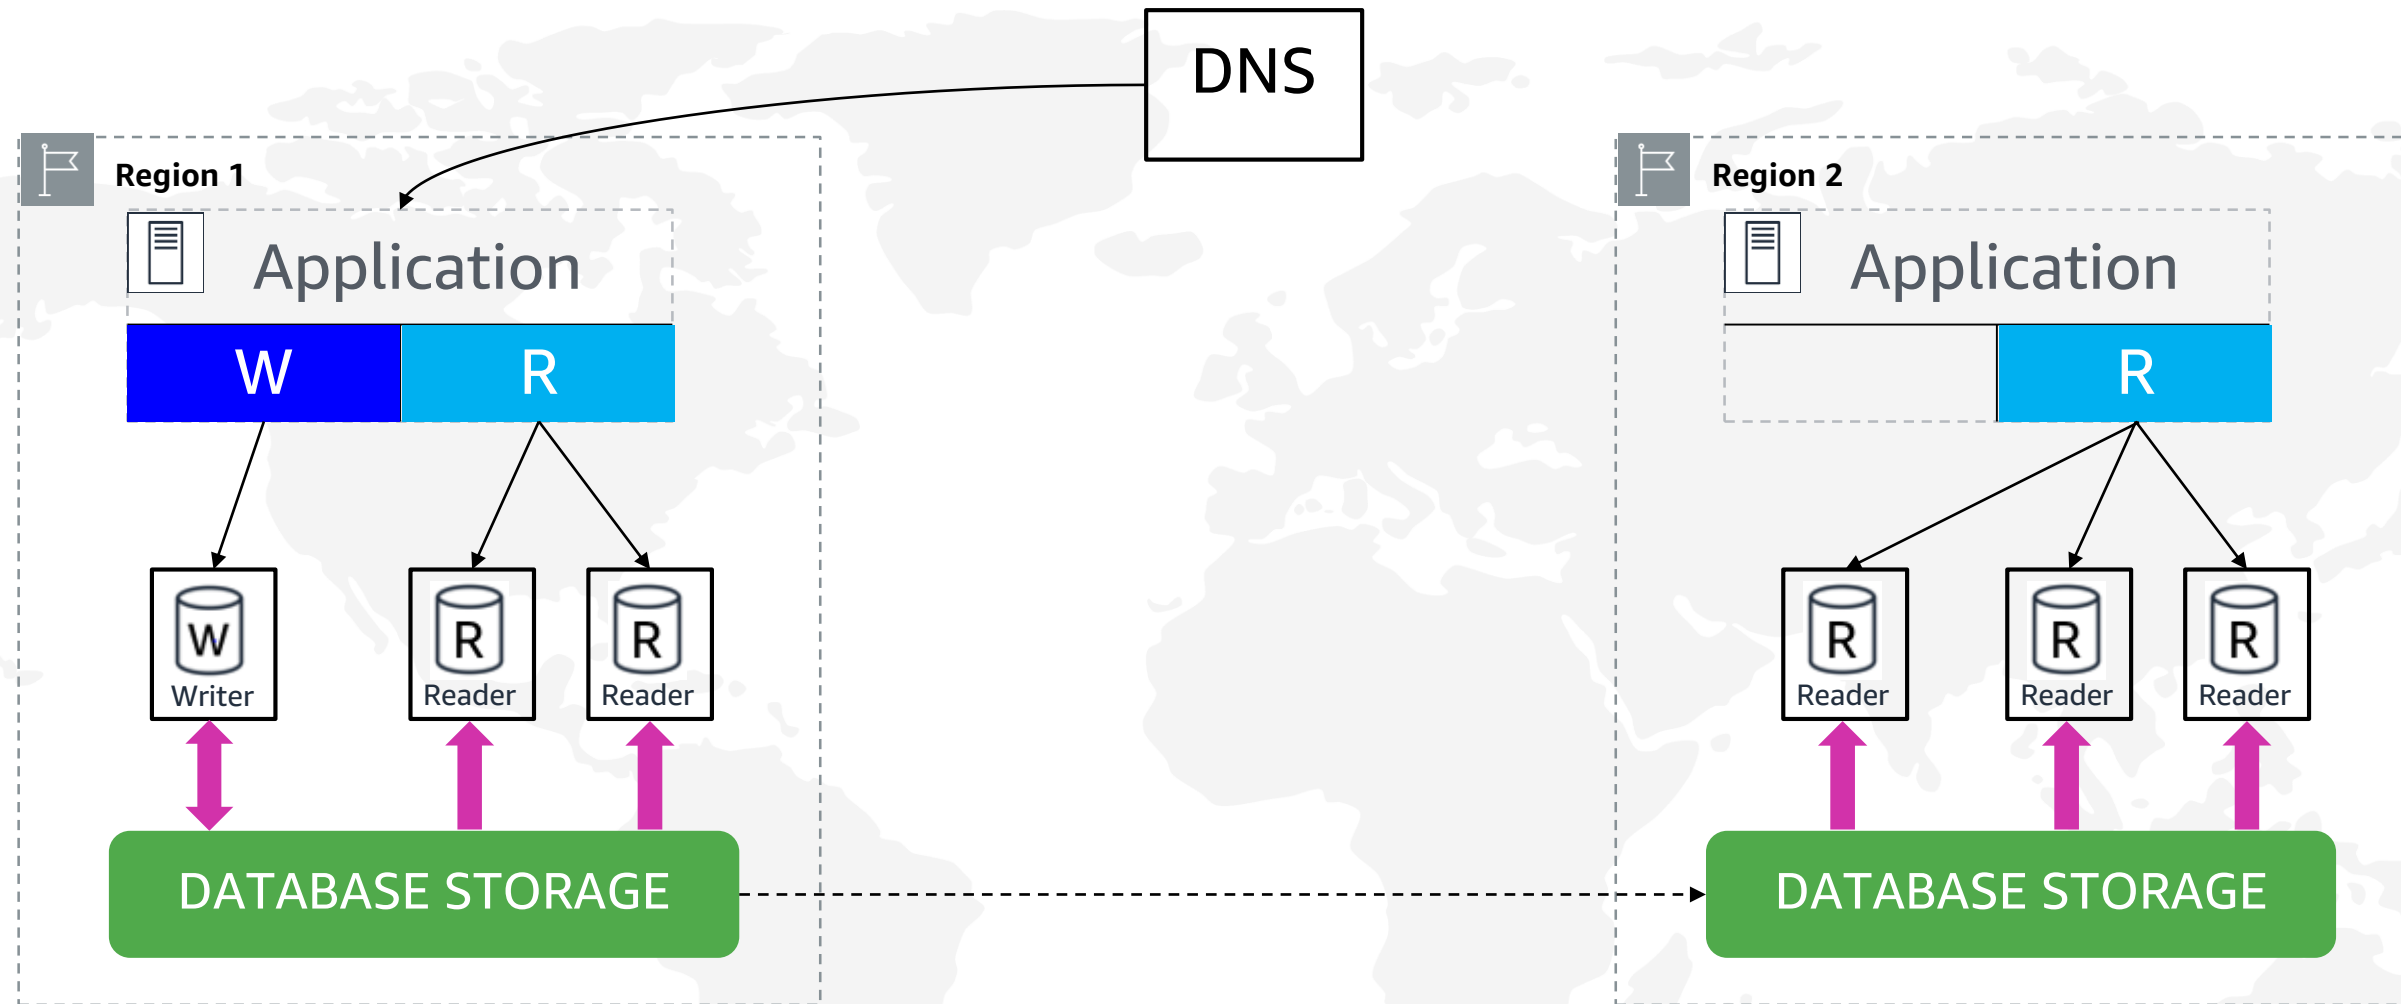 DNS
Region 1
Application
W R
W
Writer
R
Reader
R
Reader
DATABASE STORAGE
Region 2
Application
R
R
Reader
R
Reader
R
Reader
DATABASE STORAGE